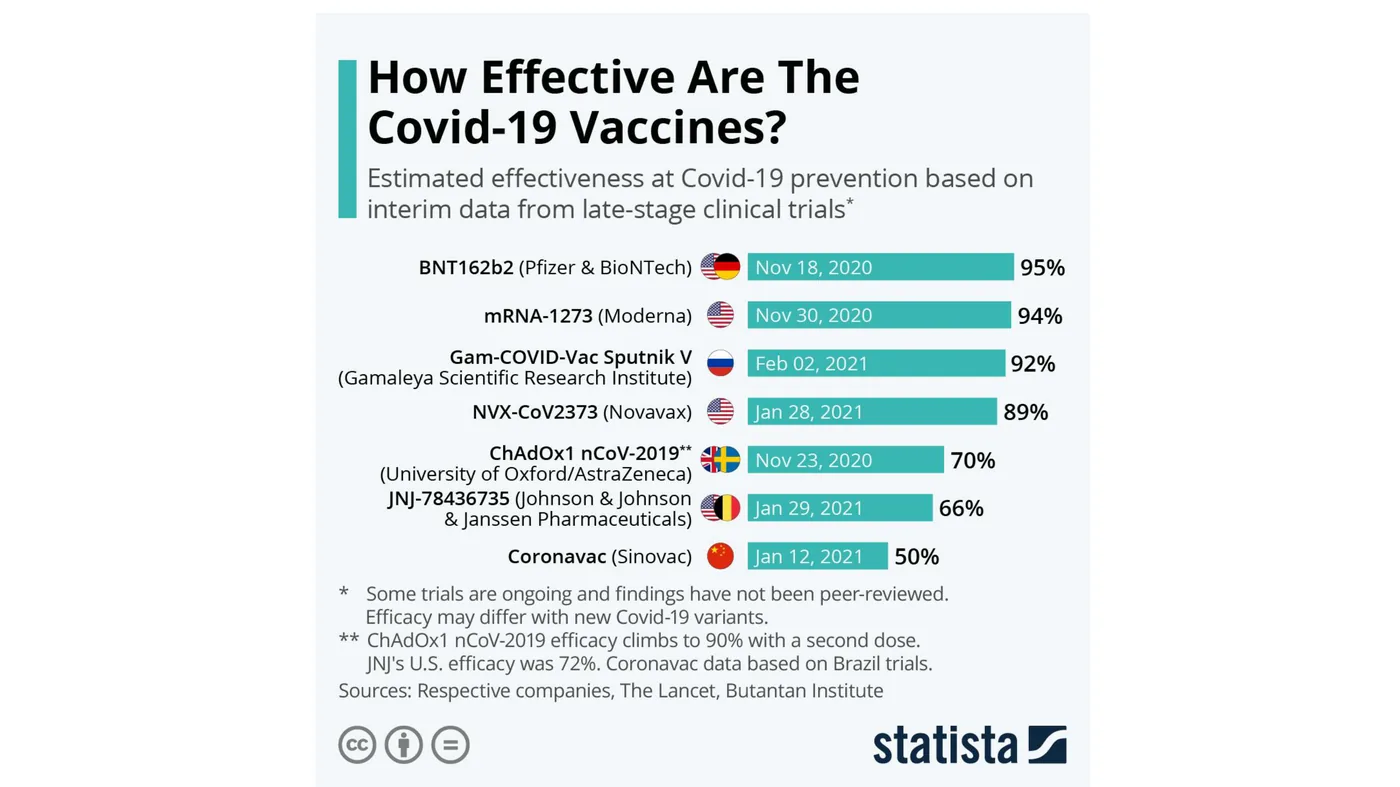 How Effective Are The
Covid-19 Vaccines?
Estimated effectiveness at Covid-19 prevention based on
interim data from late-stage clinical trials*
BNT162b2 (Pfizer & BioNTech) Nov 18, 2020 95%
mRNA-1273 (Moderna) Nov 30, 2020 94%
Gam-COVID-Vac Sputnik V
(Gamaleya Scientific Research Institute) Feb 02, 2021 92%
NVX-CoV2373 (Novavax) Jan 28, 2021 89%
ChAdOx1 nCoV-2019**
(University of Oxford/AstraZeneca) Nov 23, 2020 70%
JNJ-78436735 (Johnson & Johnson
& Janssen Pharmaceuticals) Jan 29, 2021 66%
Coronavac (Sinovac) Jan 12, 2021 50%
* Some trials are ongoing and findings have not been peer-reviewed.
Efficacy may differ with new Covid-19 variants.
** ChAdOx1 nCoV-2019 efficacy climbs to 90% with a second dose.
JNJ's U.S. efficacy was 72%. Coronavac data based on Brazil trials.
Sources: Respective companies, The Lancet, Butantan Institute
cc =
statista